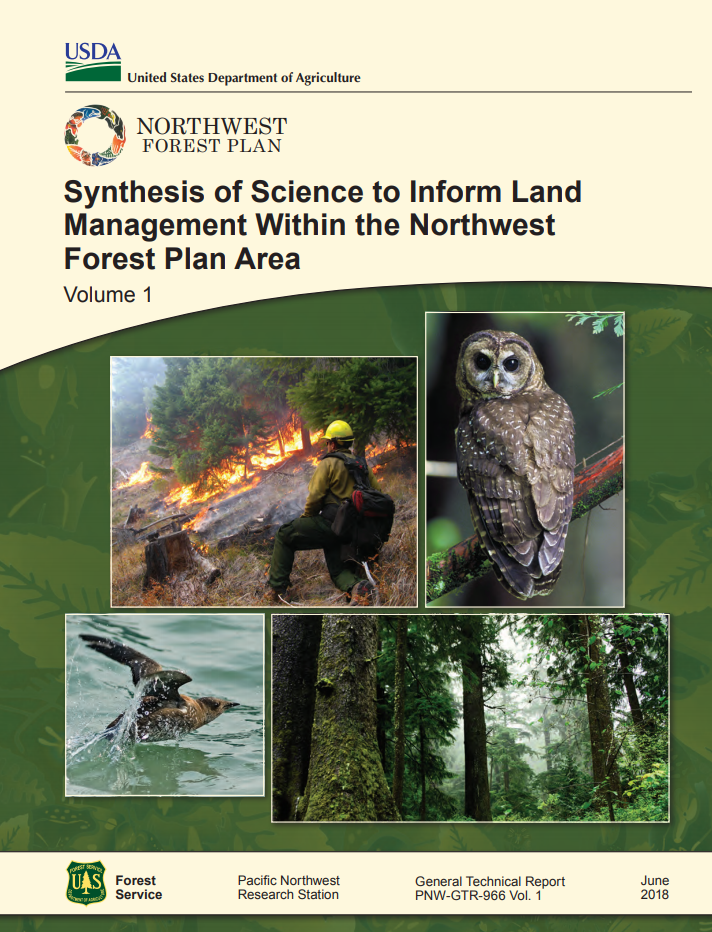 USDA
United States Department of Agriculture
NORTHWEST
FOREST PLAN
Synthesis of Science to Inform Land
Management Within the Northwest
Forest Plan Area
Volume 1
FOREST SERVICE
U S
DEPARTMENT OF AGRICULTURE
Forest
Service
Pacific Northwest
Research Station
General Technical Report
PNW-GTR-966 Vol. 1
June
2018